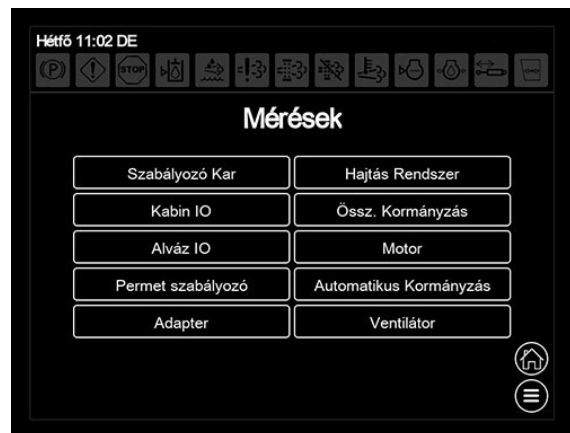 Hétfő 11:02 DE
(P) STOP
Mérések
Szabályozó Kar
Hajtás Rendszer
Kabin IO
Össz. Kormányzás
Alváz IO
Motor
Permet szabályozó
Automatikus Kormányzás
Adapter
Ventilátor